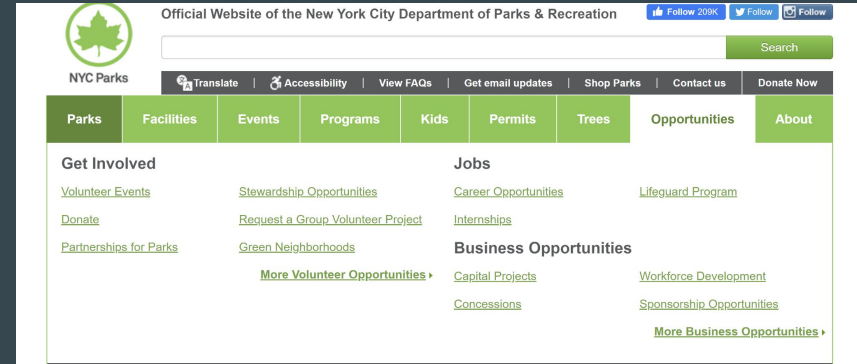 Official Website of the New York City Department of Parks & Recreation
Follow 209K
Follow
Follow
Search
NYC Parks
Translate | Accessibility | View FAQs | Get email updates | Shop Parks | Contact us | Donate Now
Parks Facilities Events Programs Kids Permits Trees Opportunities About
Get Involved
Volunteer Events
Donate
Partnerships for Parks
Stewardship Opportunities
Request a Group Volunteer Project
Green Neighborhoods
More Volunteer Opportunities
Jobs
Career Opportunities
Internships
Lifeguard Program
Business Opportunities
Capital Projects
Concessions
Workforce Development
Sponsorship Opportunities
More Business Opportunities